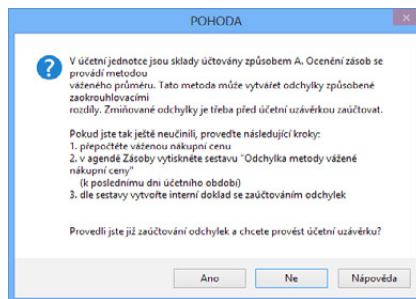 POHODA
V účetní jednotce jsou sklady účtovány způsobem A. Ocenění zásob se
provádí metodou
váženého průměru. Tato metoda může vytvářet odchylky způsobené
zaokrouhlovacími
rozdíly. Zmiňované odchylky je třeba před účetní uzávěrkou zaúčtovat.
Pokud jste tak ještě neučinili, proveďte následující kroky:
1. přepočtěte váženou nákupní cenu
2. v agendě Zásoby vytiskněte sestavu "Odchylka metody vážené
nákupní ceny"
(k poslednímu dni účetního období)
3. dle sestavy vytvořte interní doklad se zaúčtováním odchylek
Provedli jste již zaúčtování odchylek a chcete provést účetní uzávěrku?
Ano
Ne
Nápověda